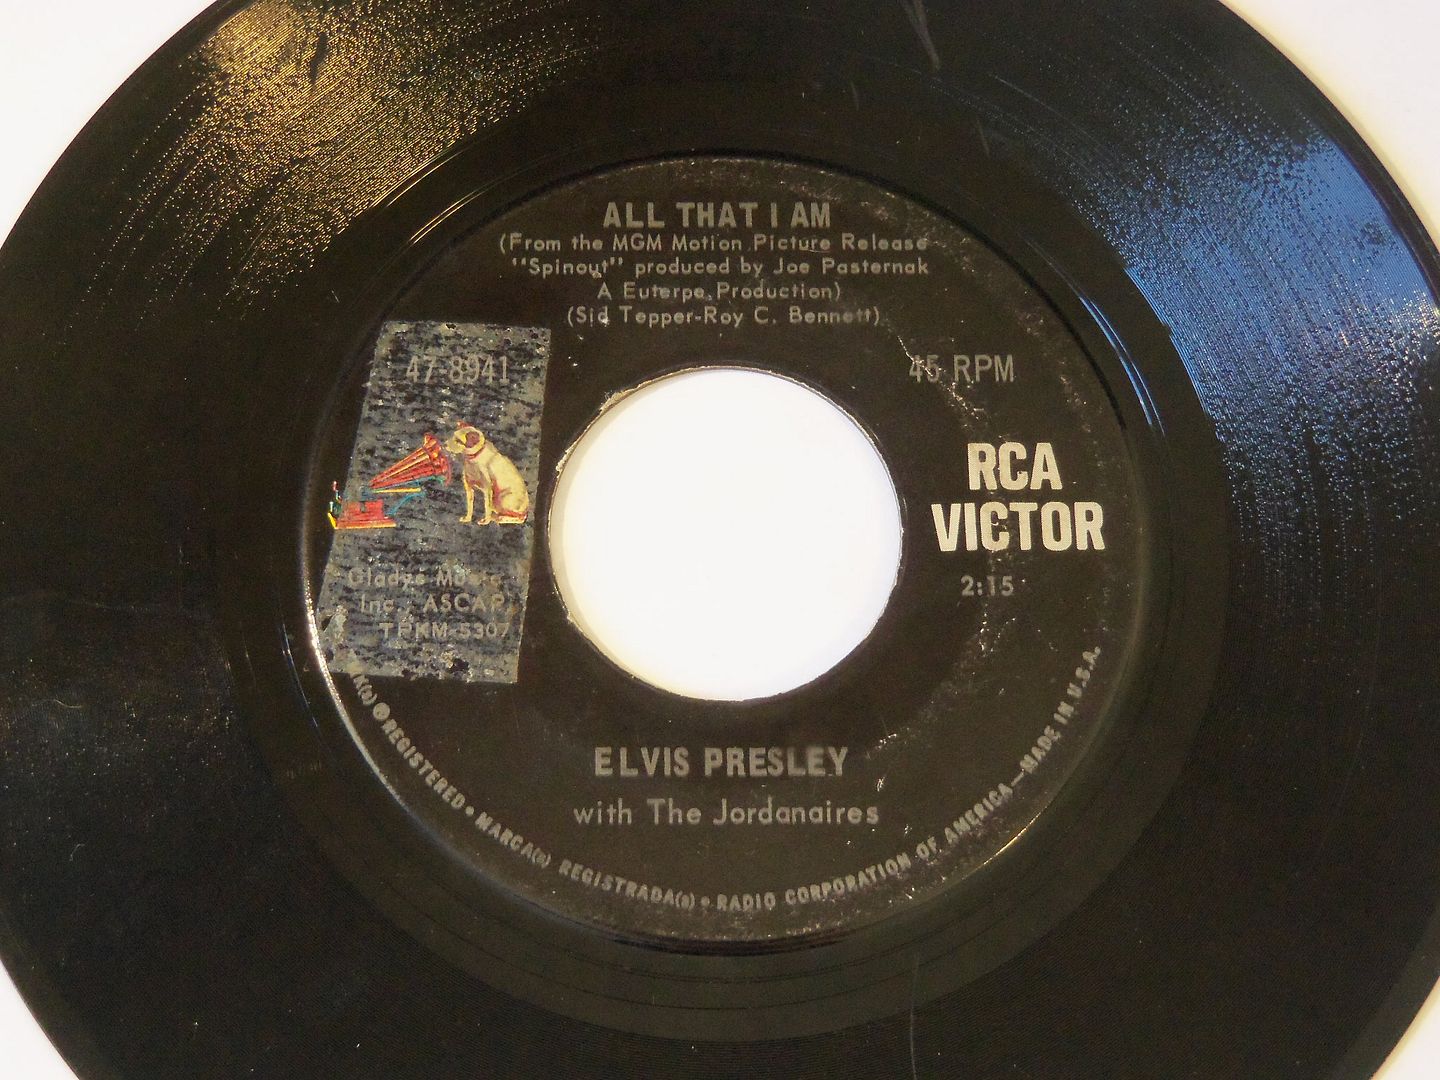 ALL THAT I AM
(From the MGM Motion Picture Release
"Spinout" produced by Joe Pasternak
A Euterpe Production)
(Sid Tepper-Roy C. Bennett)
47-8941
45 RPM
RCA
VICTOR
2:15
Gladys Music,
Inc., ASCAP
TPKM-5307
ELVIS PRESLEY
with The Jordanaires
REGISTERED • MARCA(s) REGISTRADA(s) • RADIO CORPORATION OF AMERICA—MADE IN U.S.A.